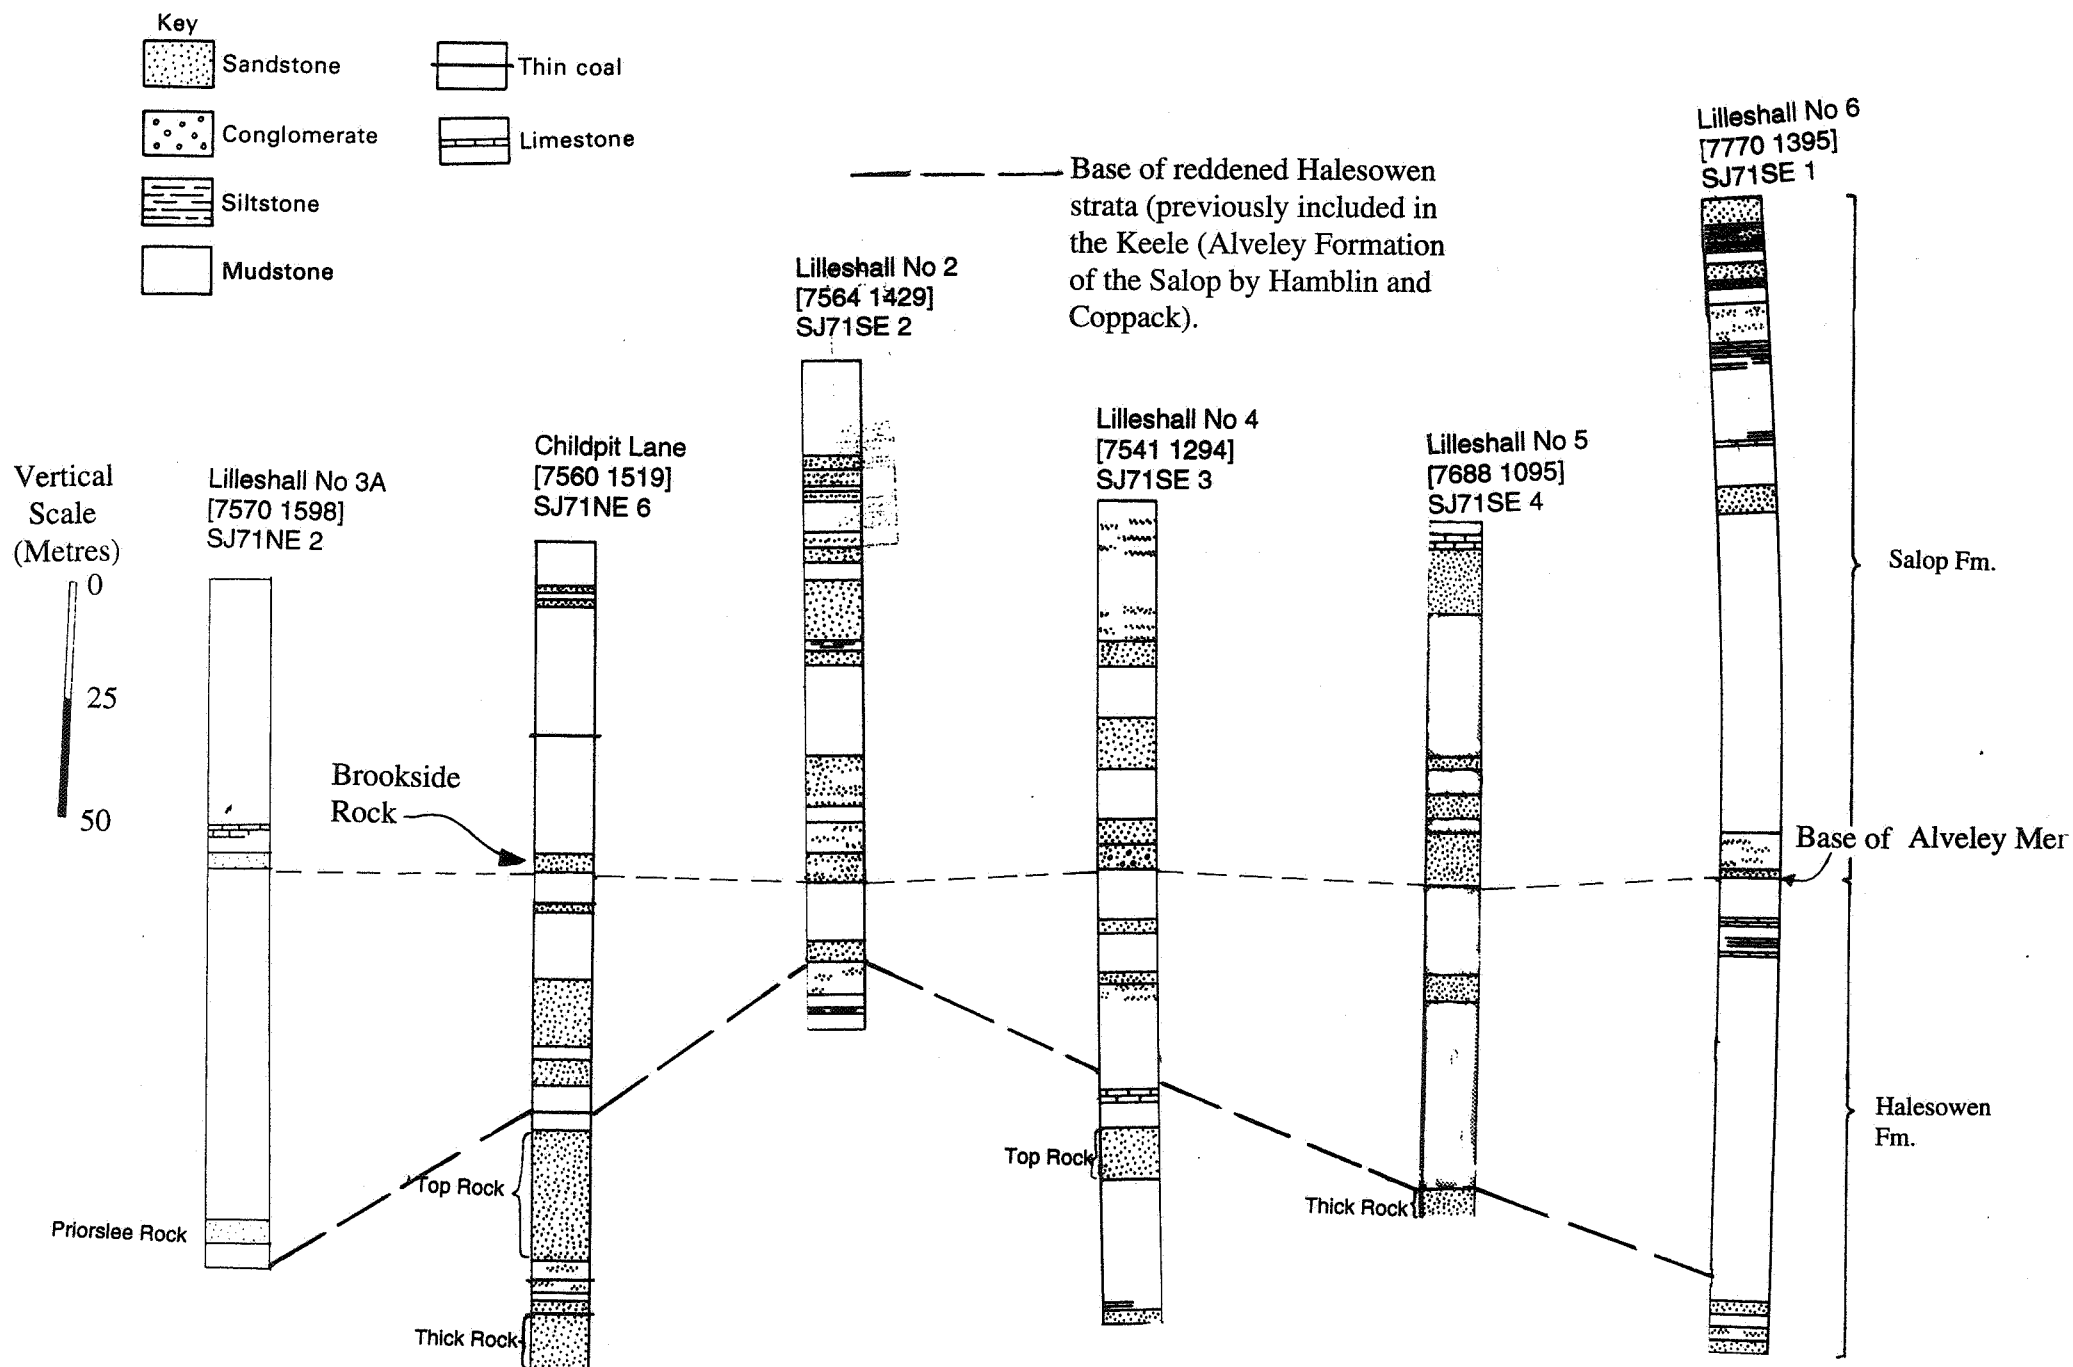 Key
Sandstone
Conglomerate
Siltstone
Mudstone
Thin coal
Limestone
Base of reddened Halesowen
strata (previously included in
the Keele (Alveley Formation
of the Salop by Hamblin and
Coppack).
Vertical
Scale
(Metres)
0
25
50
Lilleshall No 3A
[7570 1598]
SJ71NE 2
Childpit Lane
[7560 1519]
SJ71NE 6
Lilleshall No 2
[7564 1429]
SJ71SE 2
Lilleshall No 4
[7541 1294]
SJ71SE 3
Lilleshall No 5
[7688 1095]
SJ71SE 4
Lilleshall No 6
[7770 1395]
SJ71SE 1
Salop Fm.
Brookside
Rock
Base of Alveley Mer
Halesowen
Fm.
Priorslee Rock
Top Rock
Thick Rock
Top Rock
Thick Rock